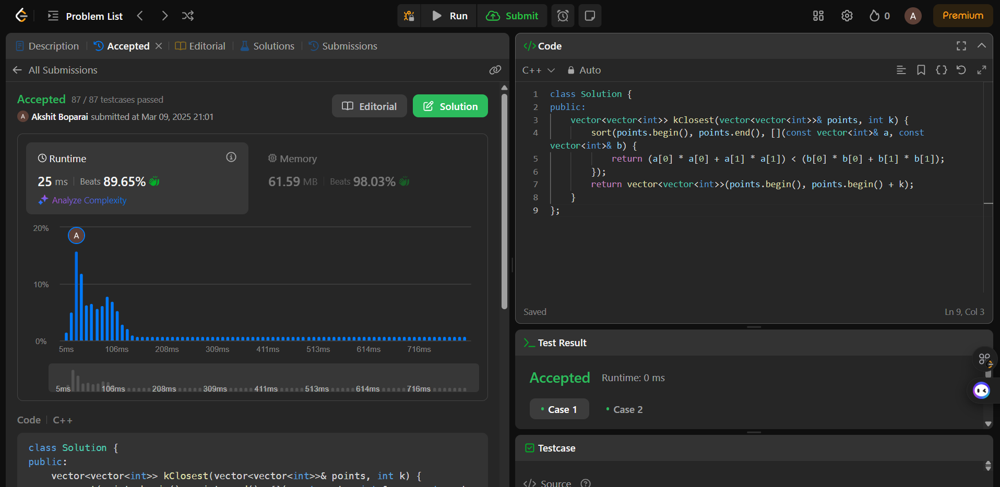 Problem List
Run
Submit
0
A
Premium
Description
Accepted
Editorial
Solutions
Submissions
All Submissions
Accepted 87 / 87 testcases passed
A Akshit Boparai submitted at Mar 09, 2025 21:01
Editorial
Solution
Runtime
25 ms Beats 89.65%
Analyze Complexity
Memory
61.59 MB Beats 98.03%
20%
A
10%
0%
5ms 106ms 208ms 309ms 411ms 513ms 614ms 716ms
5ms 106ms 208ms 309ms 411ms 513ms 614ms 716ms
Code C++
class Solution {
public:
vector<vector<int>> kClosest(vector<vector<int>>& points, int k) {
</> Code
C++ Auto
1 class Solution {
2 public:
3 vector<vector<int>> kClosest(vector<vector<int>>& points, int k) {
4 sort(points.begin(), points.end(), [](const vector<int>& a, const
vector<int>& b) {
5 return (a[0] * a[0] + a[1] * a[1]) < (b[0] * b[0] + b[1] * b[1]);
6 });
7 return vector<vector<int>>(points.begin(), points.begin() + k);
8 }
9 };
Saved
Ln 9, Col 3
Test Result
Accepted Runtime: 0 ms
Case 1
Case 2
Testcase
</> Source